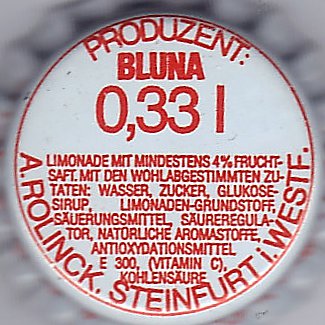 PRODUZENT:
BLUNA
0,33 l
LIMONADE MIT MINDESTENS 4% FRUCHT-
SAFT. MIT DEN WOHLABGESTIMMTEN ZU-
TATEN: WASSER, ZUCKER, GLUKOSE-
SIRUP, LIMONADEN-GRUNDSTOFF,
SÄUERUNGSMITTEL, SÄUREREGULA-
TOR, NATÜRLICHE AROMASTOFFE,
ANTIOXYDATIONSMITTEL
E 300, (VITAMIN C),
KOHLENSÄURE.
A. ROLINCK, STEINFURT i. WESTF.